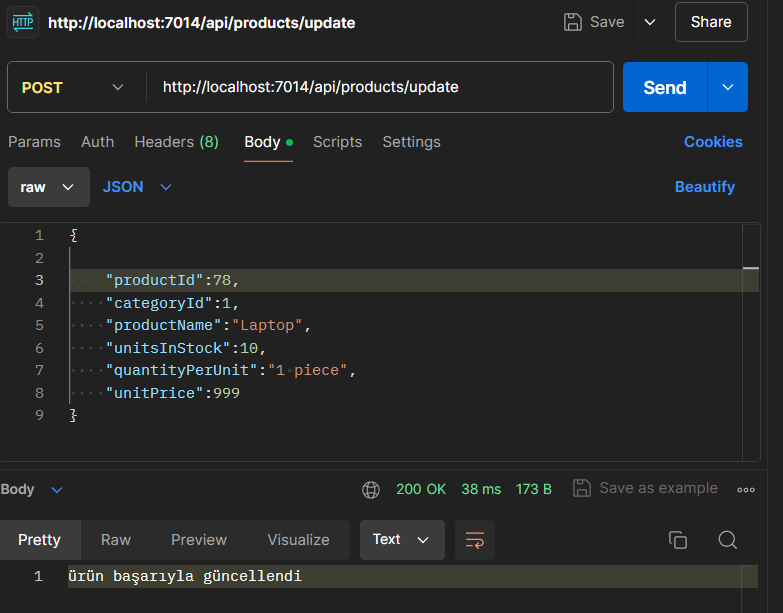 HTTP http://localhost:7014/api/products/update Save Share
POST http://localhost:7014/api/products/update Send
Params Auth Headers (8) Body Scripts Settings Cookies
raw JSON Beautify
1 {
2
3 "productId":78,
4 "categoryId":1,
5 "productName":"Laptop",
6 "unitsInStock":10,
7 "quantityPerUnit":"1 piece",
8 "unitPrice":999
9 }
Body 200 OK 38 ms 173 B Save as example
Pretty Raw Preview Visualize Text
1 ürün başarıyla güncellendi